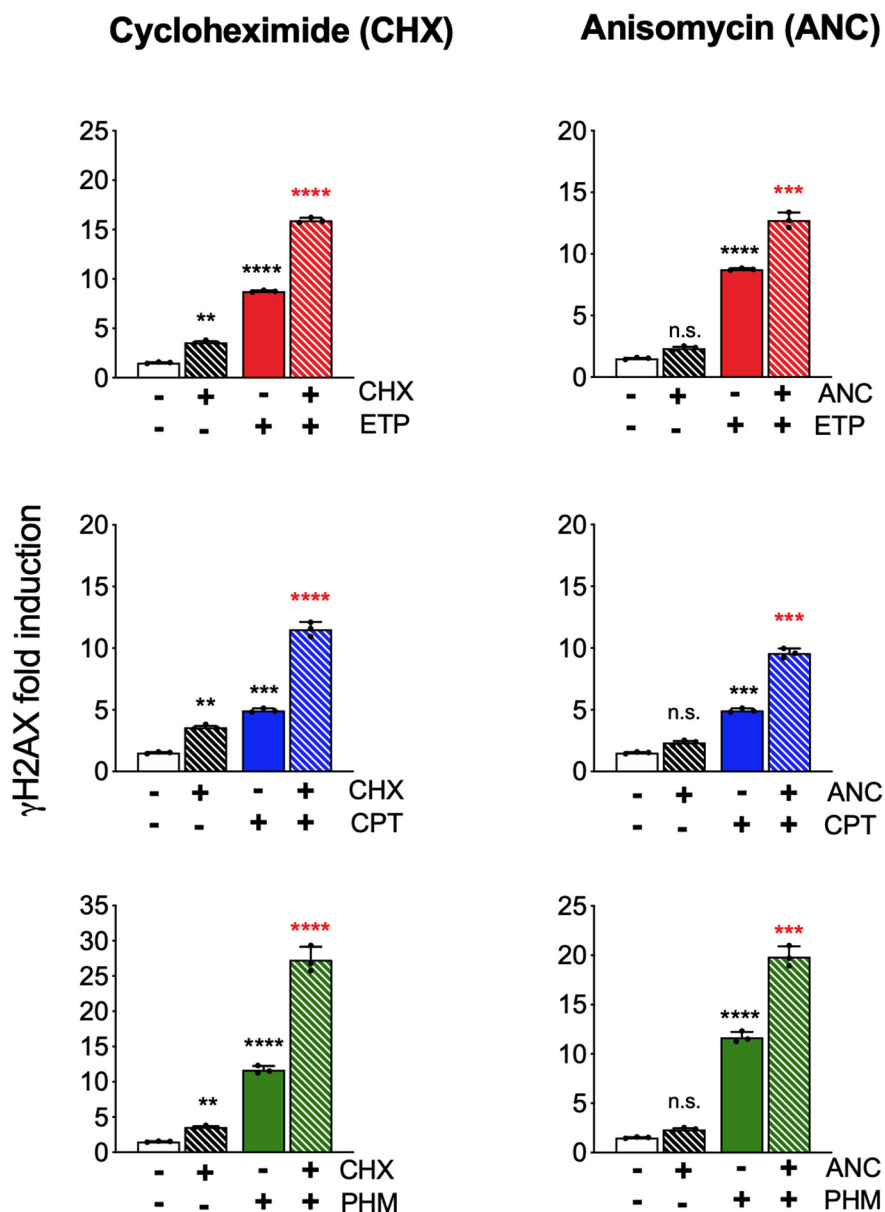 Cycloheximide (CHX)
Anisomycin (ANC)
γH2AX fold induction
25
20
15
10
5
0
**
****
****
- + - + CHX
- - + + ETP
20
15
10
5
0
n.s.
****
***
- + - + ANC
- - + + ETP
20
15
10
5
0
**
***
****
- + - + CHX
- - + + CPT
20
15
10
5
0
n.s.
***
***
- + - + ANC
- - + + CPT
35
30
25
20
15
10
5
0
**
****
****
- + - + CHX
- - + + PHM
25
20
15
10
5
0
n.s.
****
***
- + - + ANC
- - + + PHM